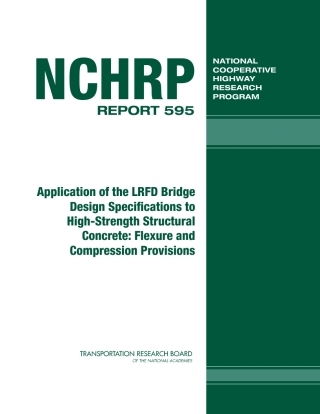 NCHRP
REPORT 595
NATIONAL
COOPERATIVE
HIGHWAY
RESEARCH
PROGRAM
Application of the LRFD Bridge
Design Specifications to
High-Strength Structural
Concrete: Flexure and
Compression Provisions
TRANSPORTATION RESEARCH BOARD
OF THE NATIONAL ACADEMIES